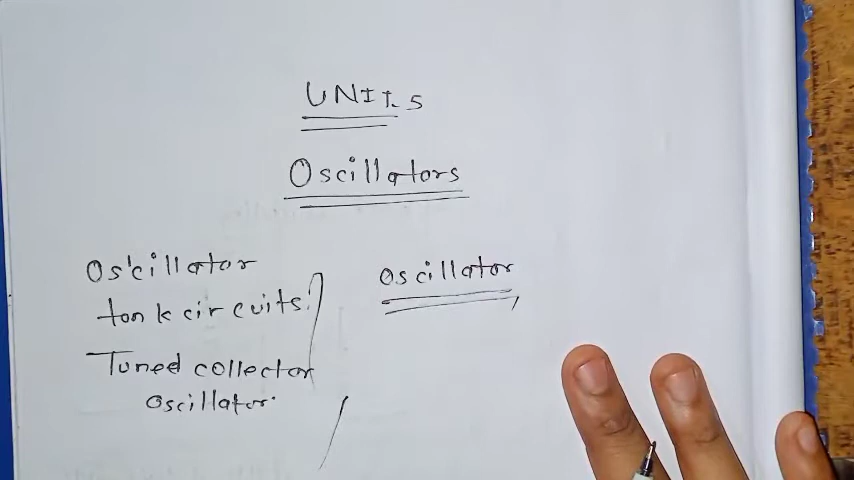 UNIT-5
Oscillators
Oscillator
tank circuits.
Tuned collector
oscillator.
oscillator